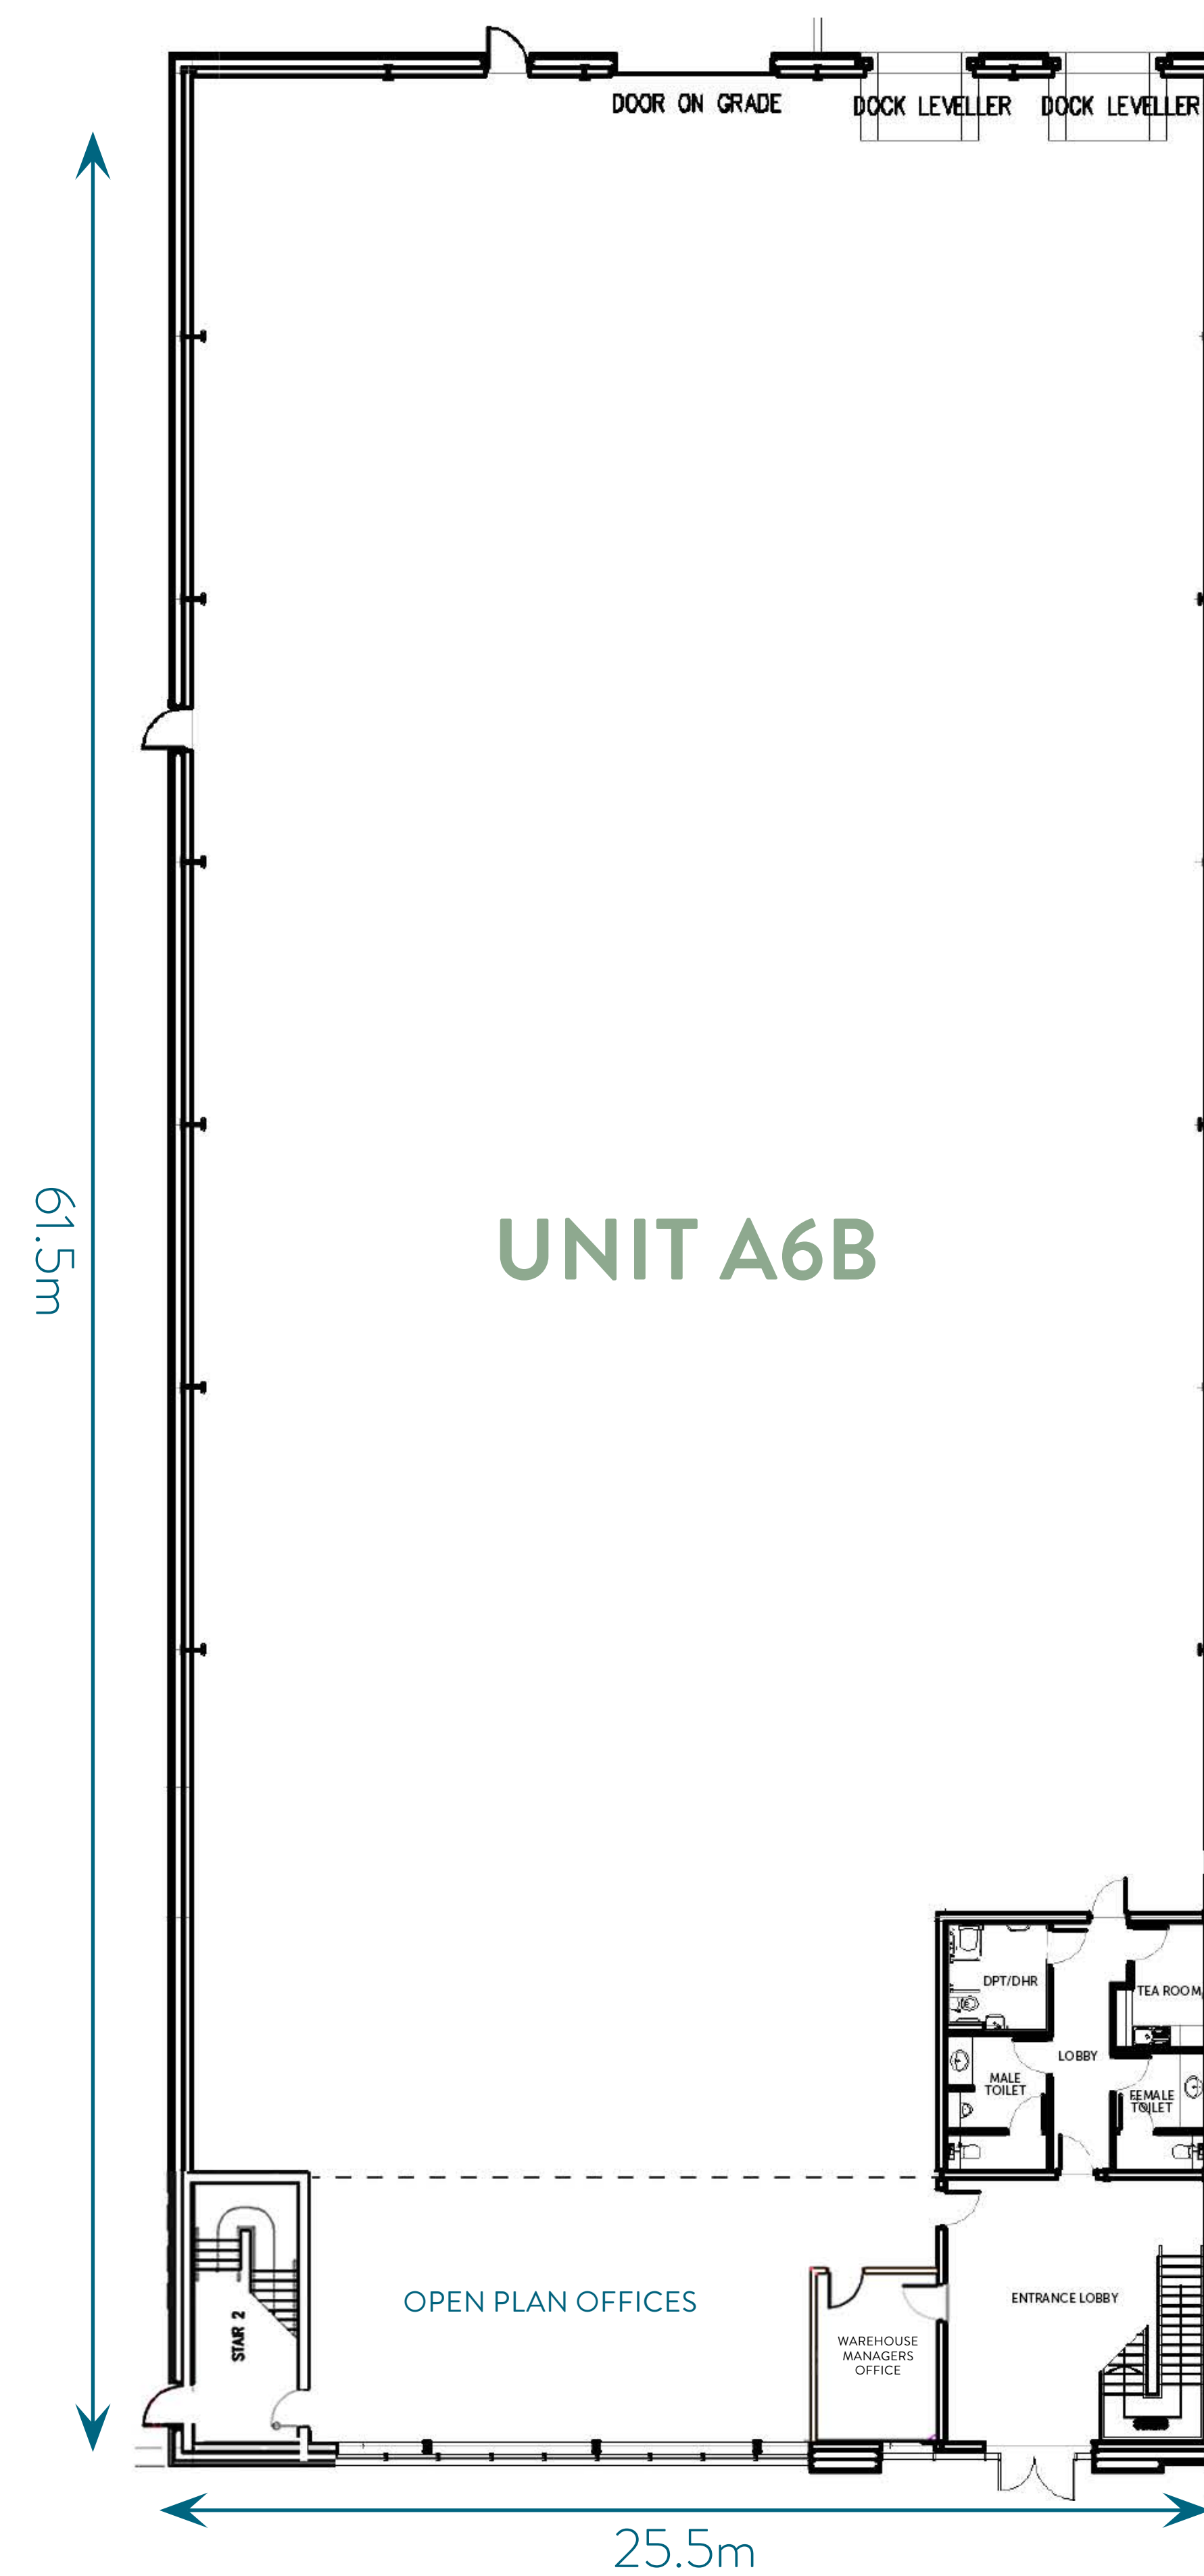 DOOR ON GRADE
DOCK LEVELLER
DOCK LEVELLER
61.5m
UNIT A6B
DPT/DHR
TEA ROOM
LOBBY
MALE
TOILET
FEMALE
TOILET
STAIR 2
OPEN PLAN OFFICES
WAREHOUSE
MANAGERS
OFFICE
ENTRANCE LOBBY
25.5m